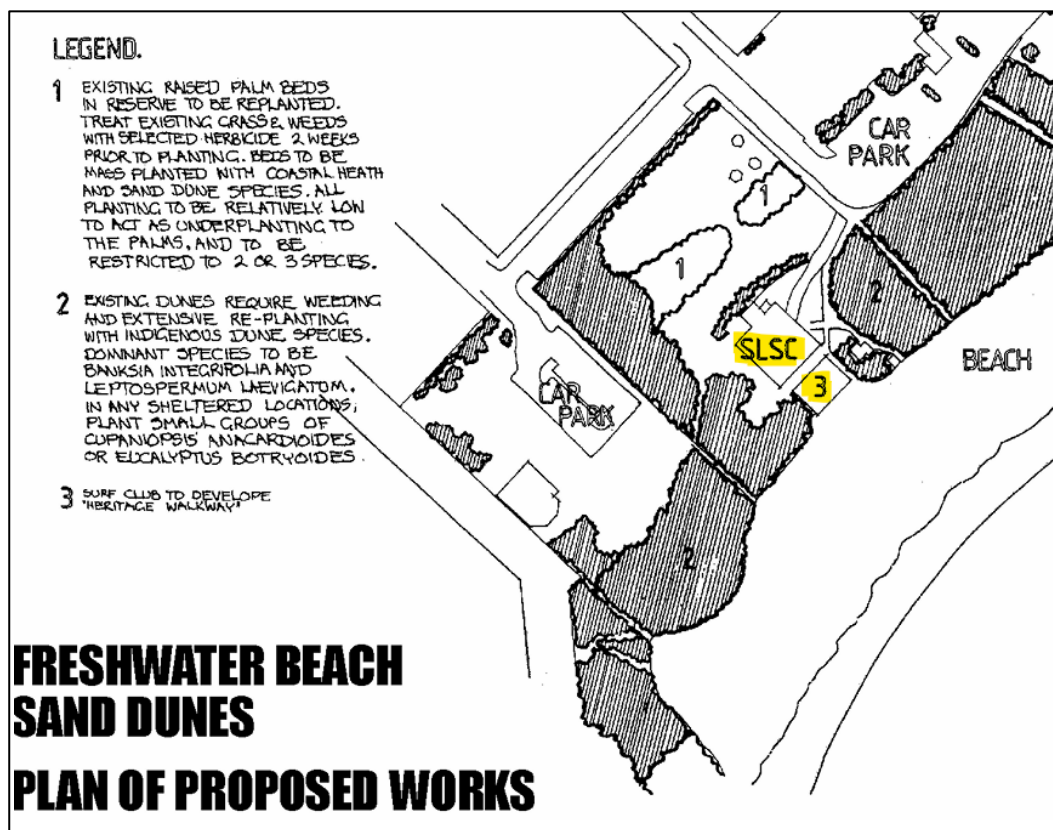 LEGEND.
1 EXISTING RAISED PALM BEDS
IN RESERVE TO BE REPLANTED.
TREAT EXISTING GRASS & WEEDS
WITH SELECTED HERBICIDE 2 WEEKS
PRIOR TO PLANTING. BEDS TO BE
MASS PLANTED WITH COASTAL HEATH
AND SAND DUNE SPECIES. ALL
PLANTING TO BE RELATIVELY LOW
TO ACT AS UNDERPLANTING TO
THE PALMS, AND TO BE
RESTRICTED TO 2 OR 3 SPECIES.
2 EXISTING DUNES REQUIRE WEEDING
AND EXTENSIVE RE-PLANTING
WITH INDIGENOUS DUNE SPECIES.
DOMINANT SPECIES TO BE
BANKSIA INTEGRIFOLIA AND
LEPTOSPERMUM LAEVIGATUM.
IN ANY SHELTERED LOCATIONS,
PLANT SMALL GROUPS OF
CUPANIOPSIS ANACARDIOIDES
OR EUCALYPTUS BOTRYOIDES.
3 SURF CLUB TO DEVELOPE
"HERITAGE WALKWAY"
CAR
PARK
1
1
2
SLSC
BEACH
3
CAR
PARK
2
FRESHWATER BEACH
SAND DUNES
PLAN OF PROPOSED WORKS